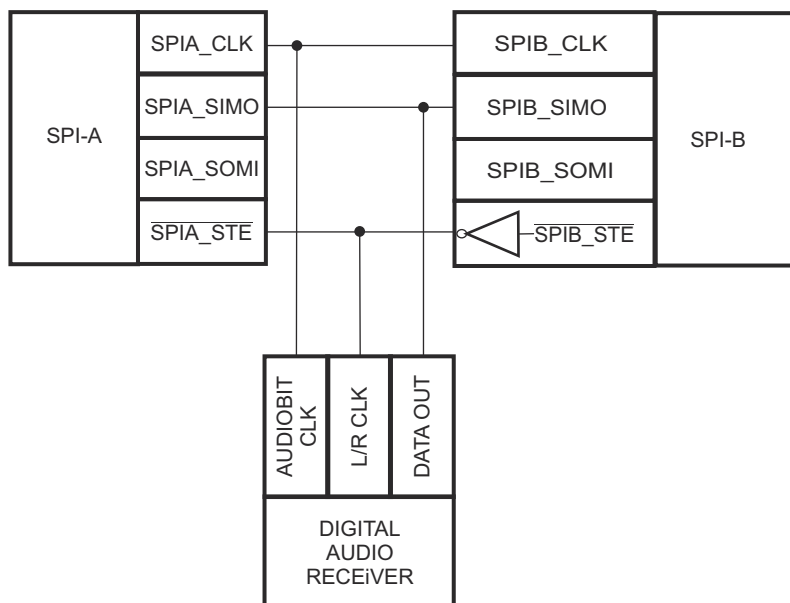 SPI-A
SPIA_CLK
SPIA_SIMO
SPIA_SOMI
SPIA_STE
SPIB_CLK
SPIB_SIMO
SPIB_SOMI
SPIB_STE
SPI-B
AUDIOBIT
CLK
L/R CLK
DATA OUT
DIGITAL
AUDIO
RECEiVER